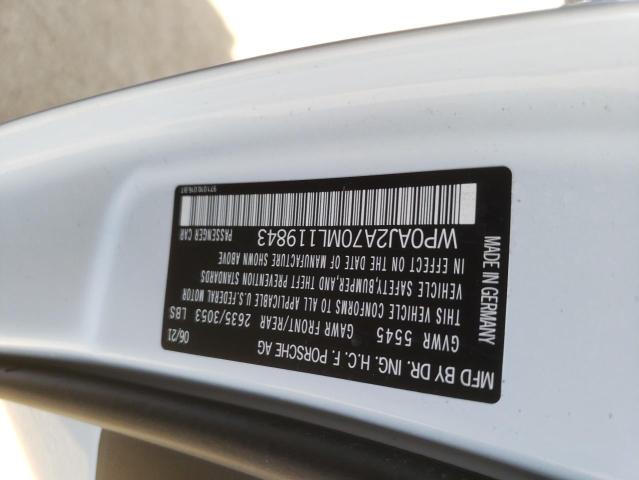 MFD BY DR. ING. H.C. F. PORSCHE AG
06/21
GVWR 5545
GAWR FRONT/REAR 2635/3053 LBS
THIS VEHICLE CONFORMS TO ALL APPLICABLE U.S.FEDERAL MOTOR
VEHICLE SAFETY,BUMPER,AND THEFT PREVENTION STANDARDS
IN EFFECT ON THE DATE OF MANUFACTURE SHOWN ABOVE
WP0AJ2A70ML119843
PASSENGER CAR
MADE IN GERMANY